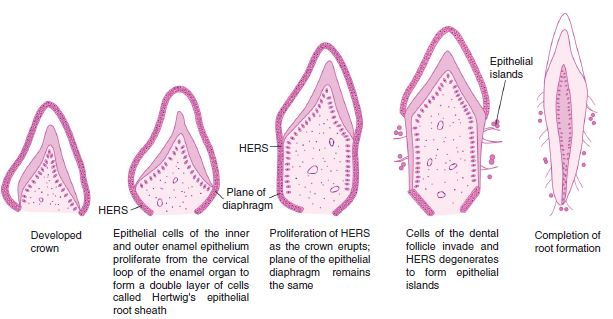 Epithelial
islands
HERS
Plane of
diaphragm
HERS
Developed
crown
Epithelial cells of the inner
and outer enamel epithelium
proliferate from the cervical
loop of the enamel organ to
form a double layer of cells
called Hertwig's epithelial
root sheath
Proliferation of HERS
as the crown erupts;
plane of the epithelial
diaphragm remains
the same
Cells of the dental
follicle invade and
HERS degenerates
to form epithelial
islands
Completion of
root formation